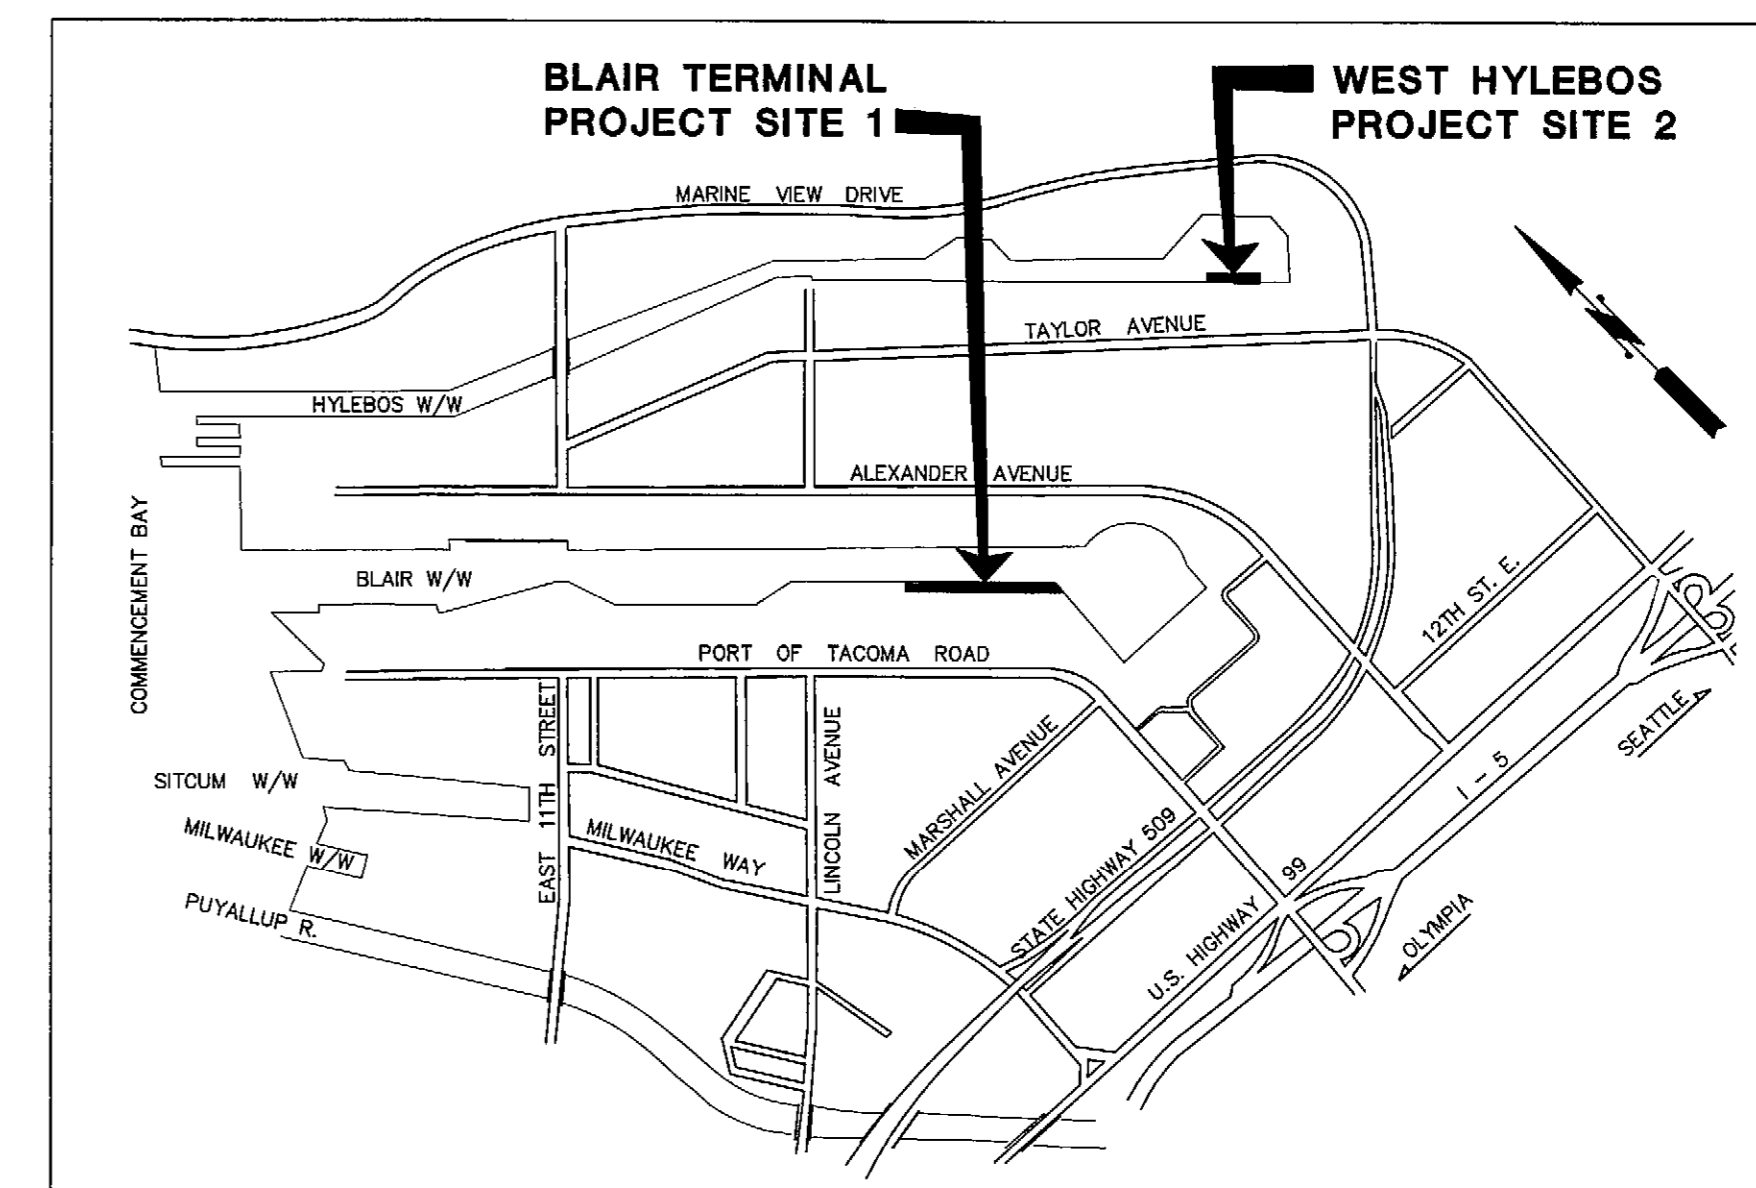 BLAIR TERMINAL
PROJECT SITE 1
WEST HYLEBOS
PROJECT SITE 2
MARINE VIEW DRIVE
TAYLOR AVENUE
HYLEBOS W/W
ALEXANDER AVENUE
COMMENCEMENT BAY
BLAIR W/W
12TH ST. E.
PORT OF TACOMA ROAD
EAST 11TH STREET
LINCOLN AVENUE
MARSHALL AVENUE
SEATTLE
I - 5
SITCUM W/W
MILWAUKEE W/W
MILWAUKEE WAY
STATE HIGHWAY 509
U.S. HIGHWAY 99
OLYMPIA
PUYALLUP R.
N